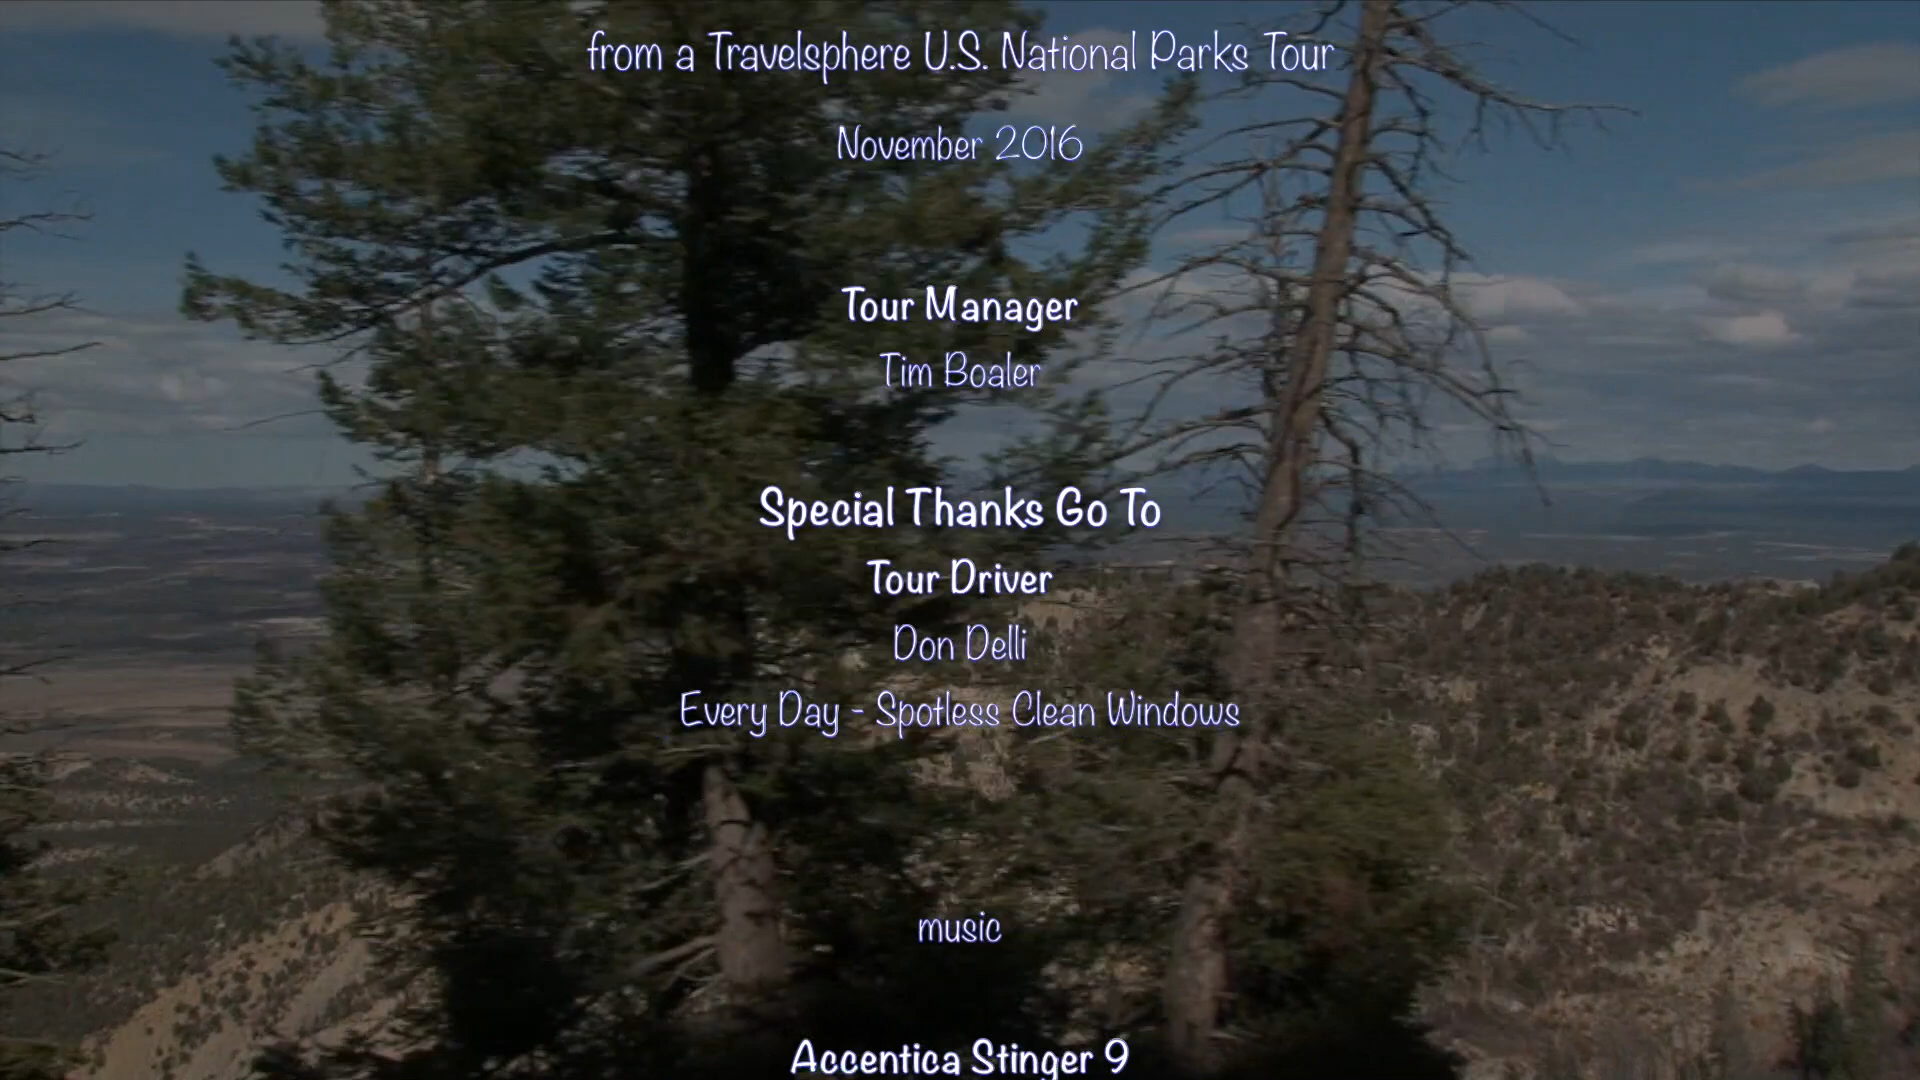 from a Travelsphere U.S. National Parks Tour
November 2016
Tour Manager
Tim Boaler
Special Thanks Go To
Tour Driver
Don Delli
Every Day - Spotless Clean Windows
music
Accentica Stinger 9